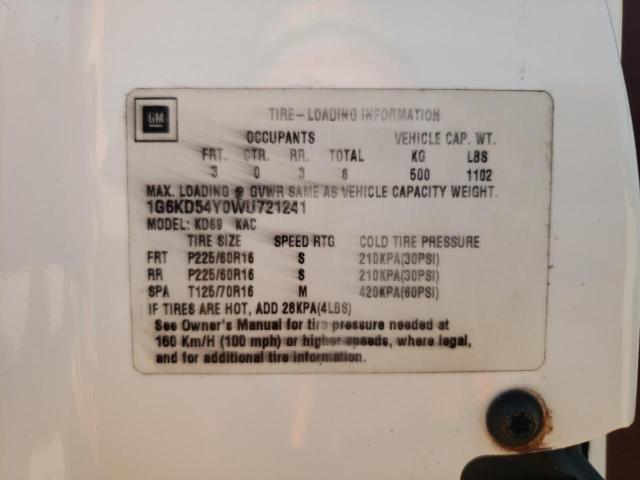 GM
TIRE-LOADING INFORMATION
OCCUPANTS VEHICLE CAP. WT.
FRT. CTR. RR. TOTAL KG LBS
3 0 3 6 500 1102
MAX. LOADING @ GVWR SAME AS VEHICLE CAPACITY WEIGHT.
1G6KD54Y0WU721241
MODEL: KD69 KAC
TIRE SIZE SPEED RTG COLD TIRE PRESSURE
FRT P225/60R16 S 210KPA(30PSI)
RR P225/60R16 S 210KPA(30PSI)
SPA T125/70R16 M 420KPA(60PSI)
IF TIRES ARE HOT, ADD 28KPA(4LBS)
See Owner's Manual for tire pressure needed at
160 Km/H (100 mph) or higher speeds, where legal,
and for additional tire information.